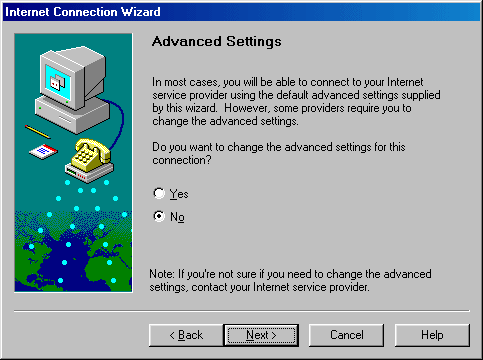 Internet Connection Wizard
Advanced Settings
In most cases, you will be able to connect to your Internet
service provider using the default advanced settings supplied
by this wizard.  However, some providers require you to
change the advanced settings.
Do you want to change the advanced settings for this
connection?
Yes
No
Note: If you're not sure if you need to change the advanced
settings, contact your Internet service provider.
< Back
Next >
Cancel
Help